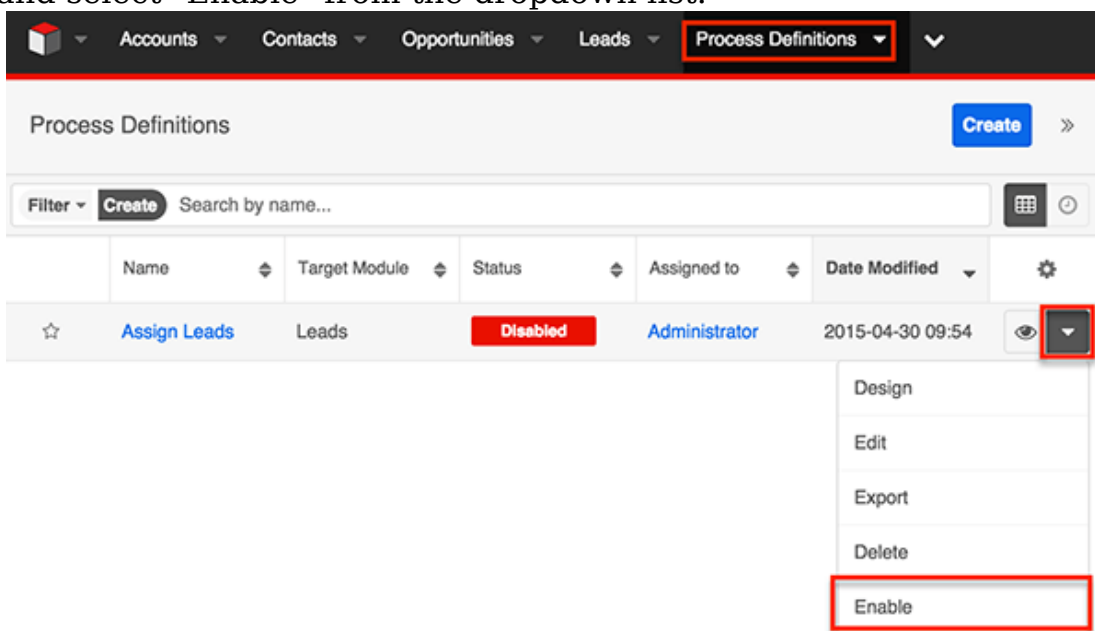 and select "Enable" from the dropdown list.
Accounts Contacts Opportunities Leads Process Definitions
Process Definitions Create
Filter Create Search by name...
Name Target Module Status Assigned to Date Modified
Assign Leads Leads Disabled Administrator 2015-04-30 09:54
Design
Edit
Export
Delete
Enable